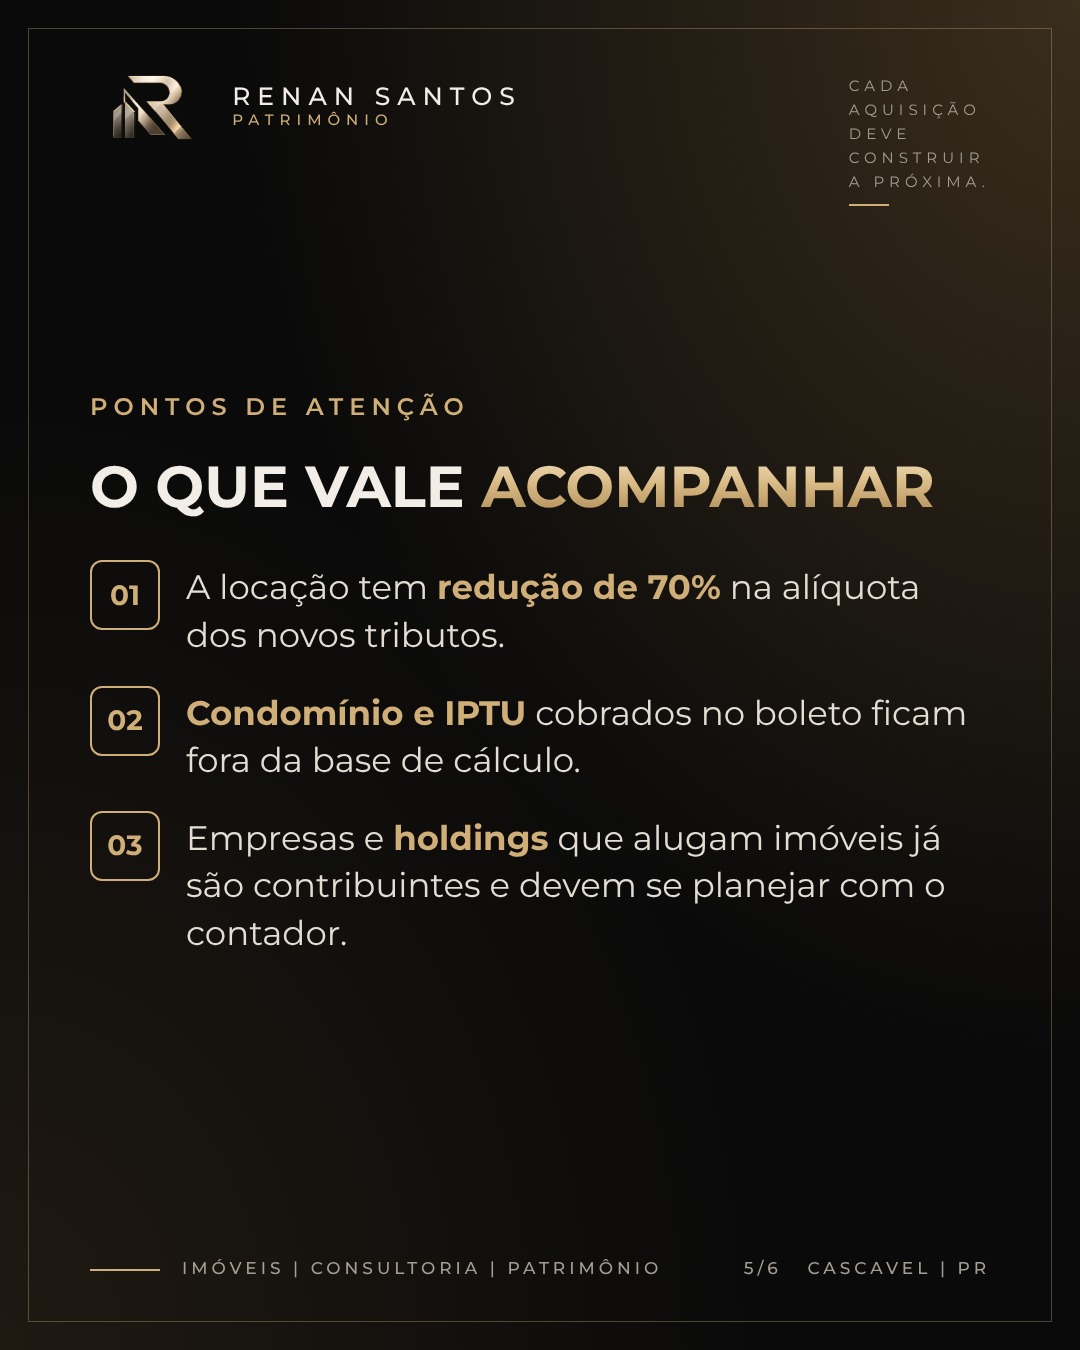 RENAN SANTOS
PATRIMÔNIO
CADA
AQUISIÇÃO
DEVE
CONSTRUIR
A PRÓXIMA.
PONTOS DE ATENÇÃO
O QUE VALE ACOMPANHAR
01
A locação tem redução de 70% na alíquota
dos novos tributos.
02
Condomínio e IPTU cobrados no boleto ficam
fora da base de cálculo.
03
Empresas e holdings que alugam imóveis já
são contribuintes e devem se planejar com o
contador.
IMÓVEIS | CONSULTORIA | PATRIMÔNIO
5/6 CASCAVEL | PR